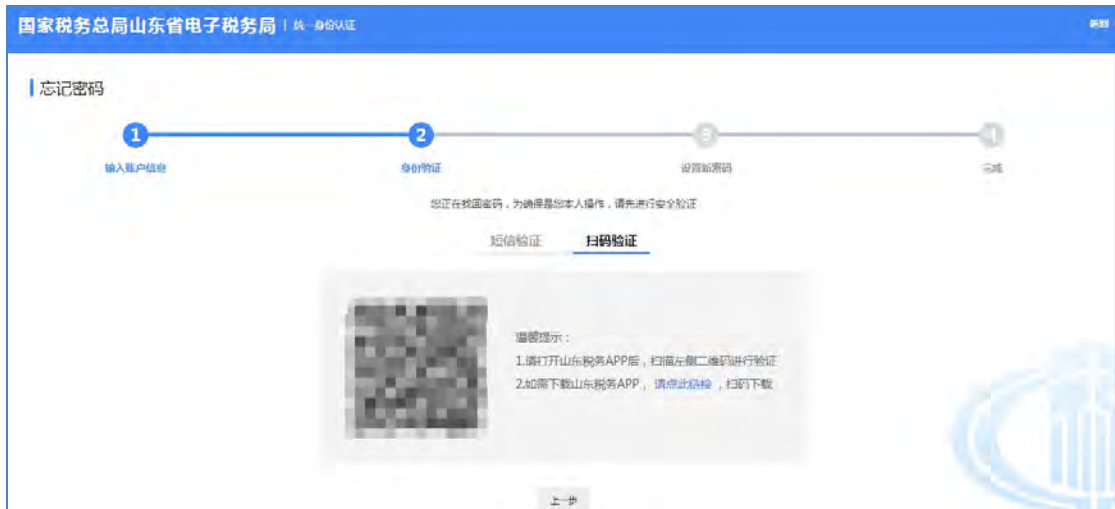 国家税务总局山东省电子税务局 | 统一身份认证
忘记密码
1
2
3
4
输入账户信息
身份验证
设置新密码
完成
您正在找回密码，为确保是您本人操作，请先进行安全验证
短信验证
扫码验证
温馨提示：
1.请打开山东税务APP后，扫描左侧二维码进行验证
2.如需下载山东税务APP，请点此链接，扫码下载
上一步